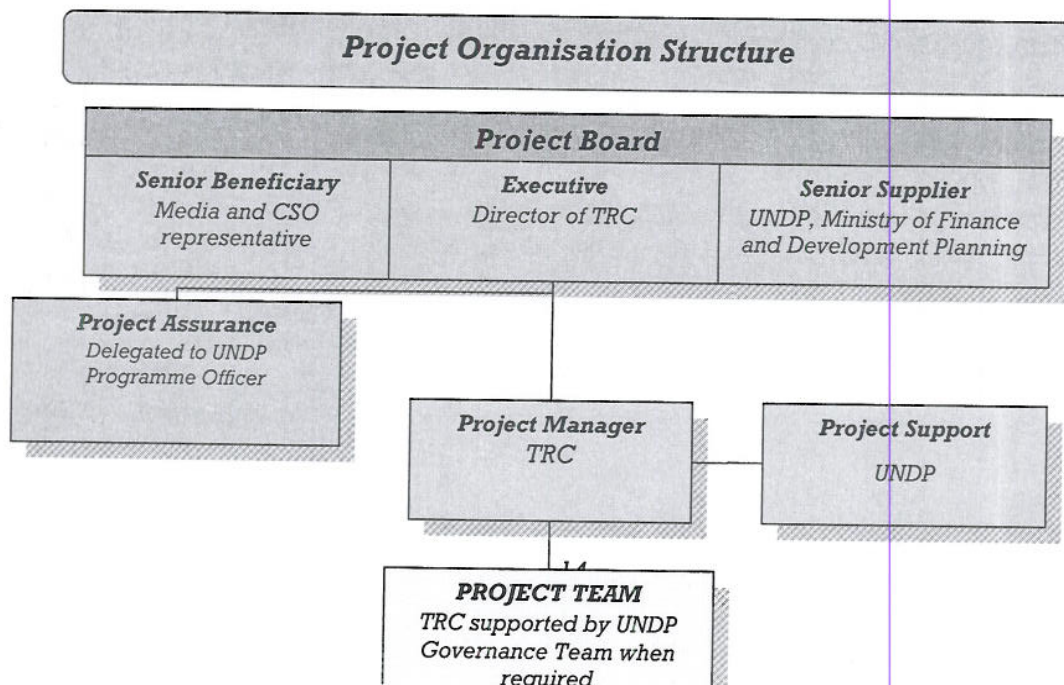 Project Organisation Structure
Project Board
Senior Beneficiary
Media and CSO
representative
Executive
Director of TRC
Senior Supplier
UNDP, Ministry of Finance
and Development Planning
Project Assurance
Delegated to UNDP
Programme Officer
Project Manager
TRC
Project Support
UNDP
14
PROJECT TEAM
TRC supported by UNDP
Governance Team when
required